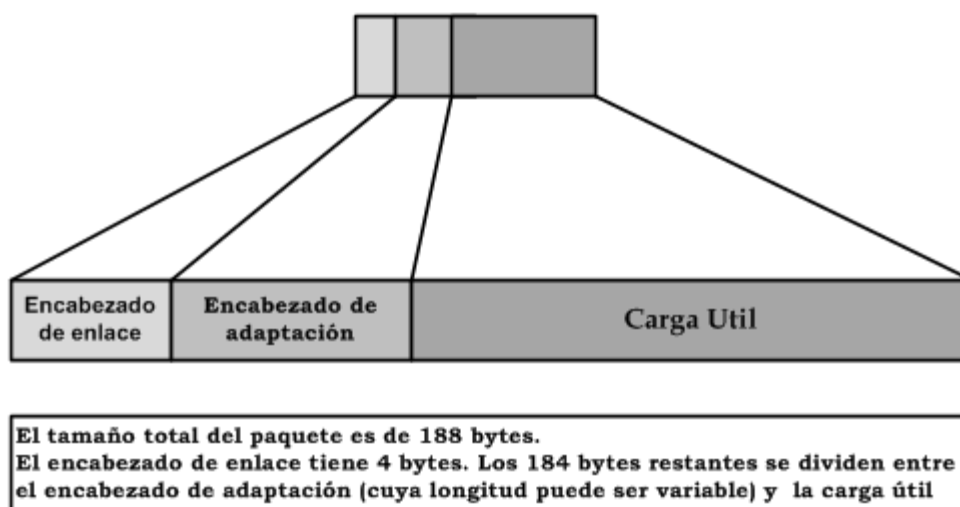 Encabezado
de enlace
Encabezado de
adaptación
Carga Util
El tamaño total del paquete es de 188 bytes.
El encabezado de enlace tiene 4 bytes. Los 184 bytes restantes se dividen entre
el encabezado de adaptación (cuya longitud puede ser variable) y la carga útil